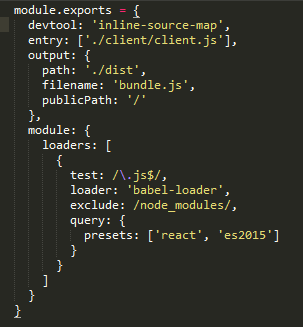 module.exports = {
  devtool: 'inline-source-map',
  entry: ['./client/client.js'],
  output: {
    path: './dist',
    filename: 'bundle.js',
    publicPath: '/'
  },
  module: {
    loaders: [
      {
        test: /\.js$/,
        loader: 'babel-loader',
        exclude: /node_modules/,
        query: {
          presets: ['react', 'es2015']
        }
      }
    ]
  }
}